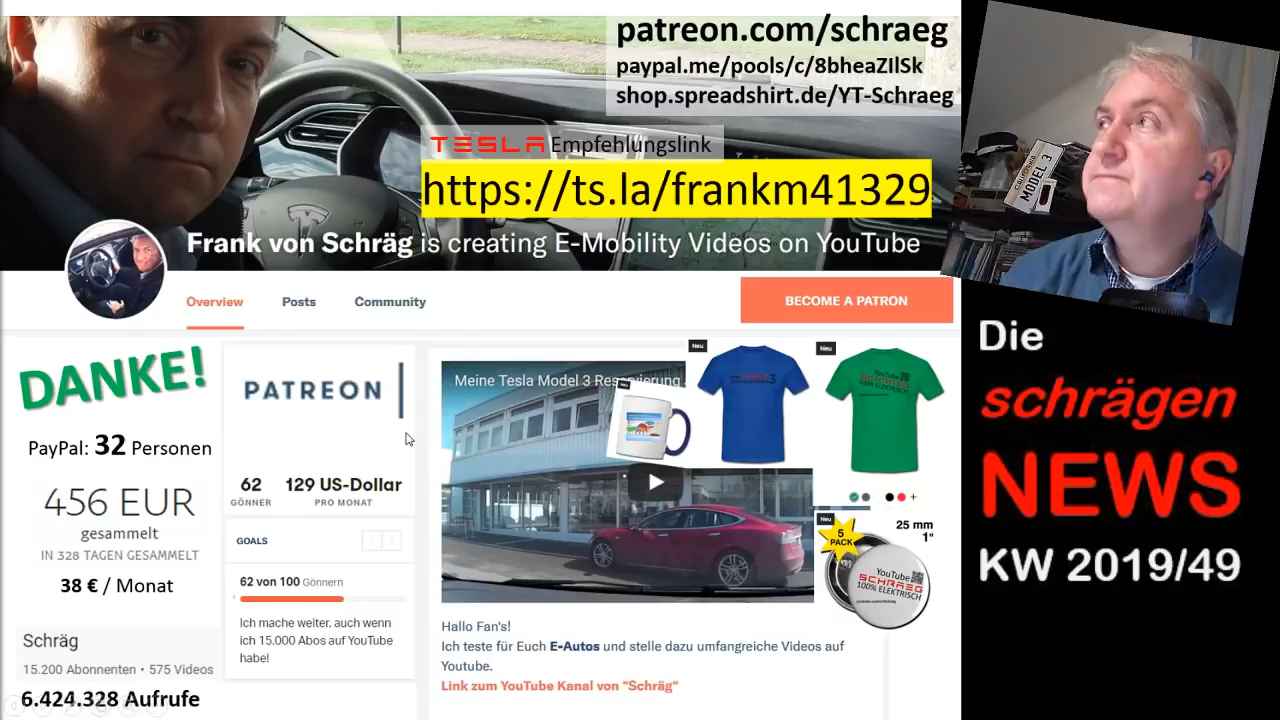 patreon.com/schraeg
paypal.me/pools/c/8bheaZIlSk
shop.spreadshirt.de/YT-Schraeg
TESLA Empfehlungslink
https://ts.la/frankm41329
Frank von Schräg is creating E-Mobility Videos on YouTube
Overview Posts Community
BECOME A PATRON
MODEL 3
DANKE!
PayPal: 32 Personen
456 EUR
gesammelt
IN 328 TAGEN GESAMMELT
38 € / Monat
Schräg
15.200 Abonnenten • 575 Videos
6.424.328 Aufrufe
PATREON
62 129 US-Dollar
GÖNNER PRO MONAT
GOALS
62 von 100 Gönnern
Ich mache weiter, auch wenn
ich 15.000 Abos auf YouTube
habe!
Meine Tesla Model 3 Reservierung
Neu
Neu
YouTube
SCHRAEG
100% ELEKTRISCH
+
Neu
5
PACK
25 mm
1"
YouTube
SCHRAEG
100% ELEKTRISCH
Hallo Fan's!
Ich teste für Euch E-Autos und stelle dazu umfangreiche Videos auf
Youtube.
Link zum YouTube Kanal von "Schräg"
Die
schrägen
NEWS
KW 2019/49